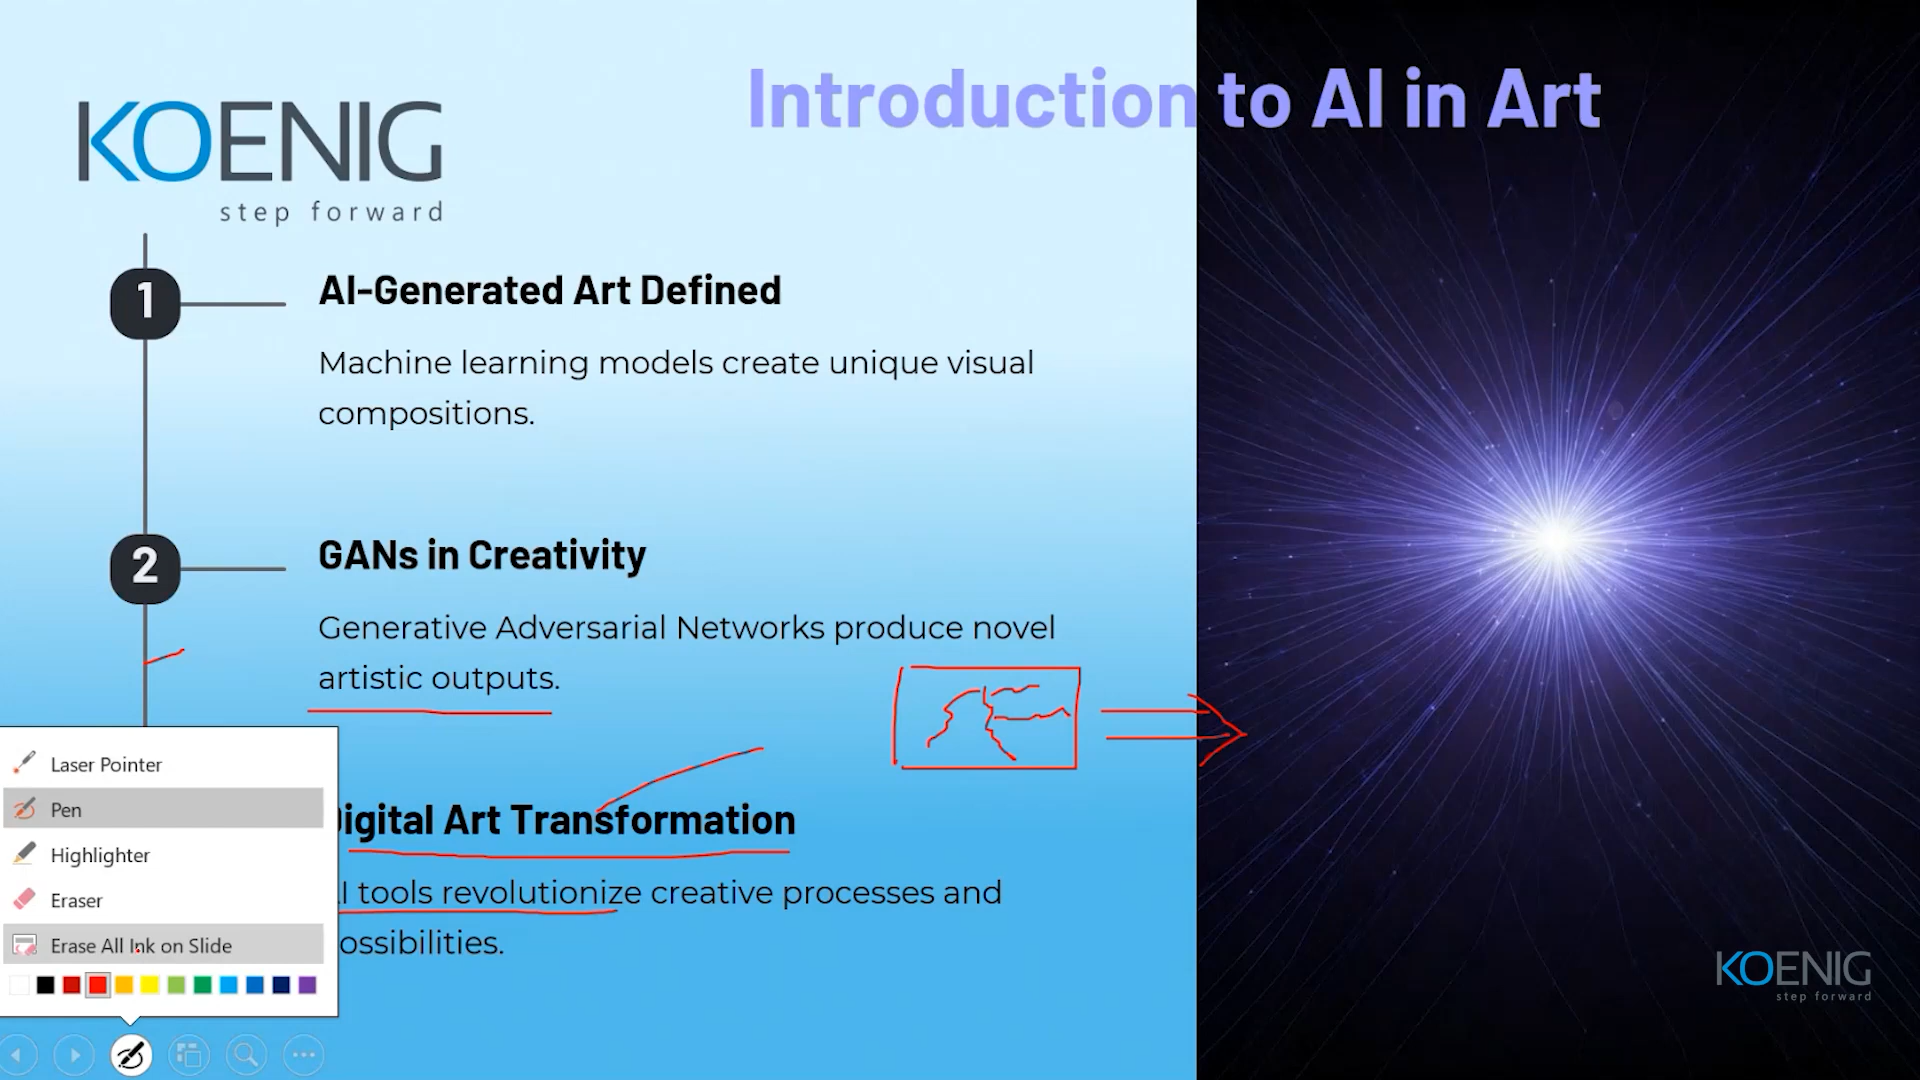 Introduction to AI in Art
KOENIG
step forward
1
AI-Generated Art Defined
Machine learning models create unique visual
compositions.
2
GANs in Creativity
Generative Adversarial Networks produce novel
artistic outputs.
Digital Art Transformation
AI tools revolutionize creative processes and
ossibilities.
Laser Pointer
Pen
Highlighter
Eraser
Erase All Ink on Slide
KOENIG
step forward